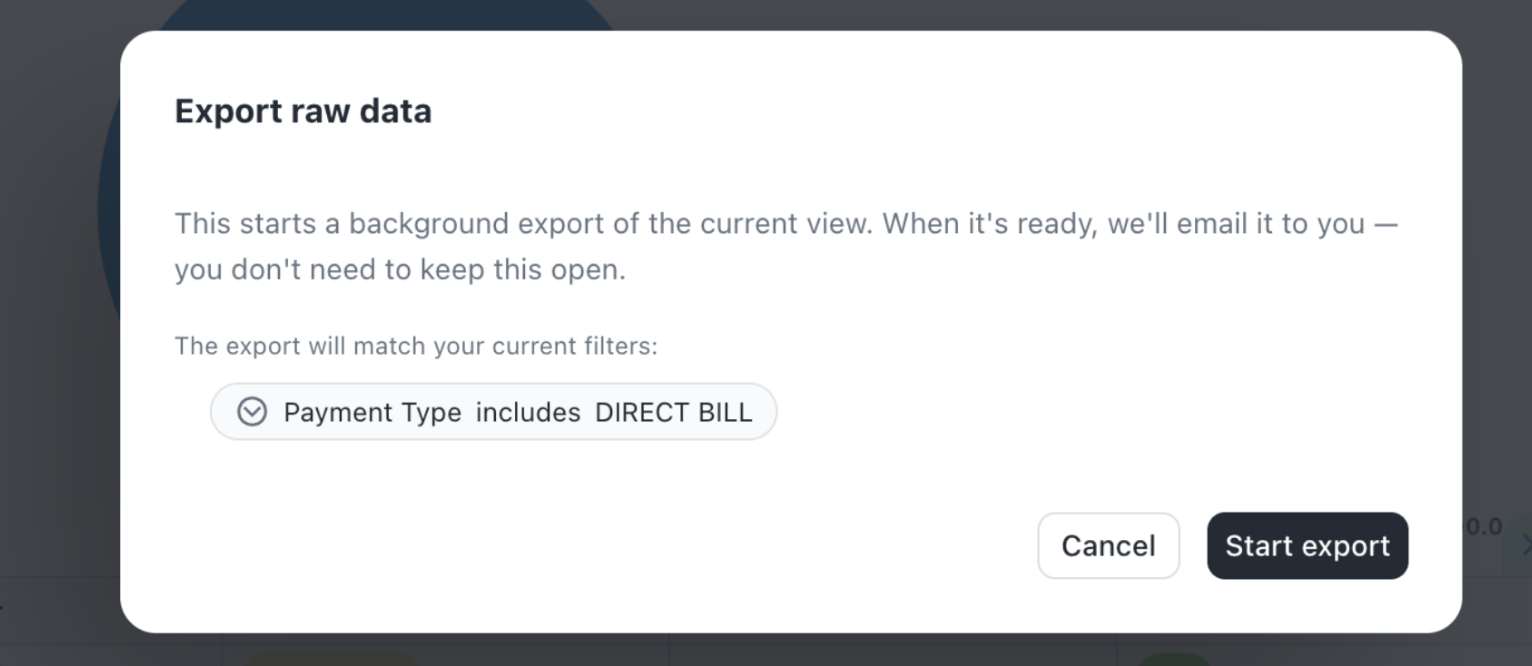 Export raw data
This starts a background export of the current view. When it's ready, we'll email it to you —
you don't need to keep this open.
The export will match your current filters:
Payment Type includes DIRECT BILL
Cancel Start export
0.0